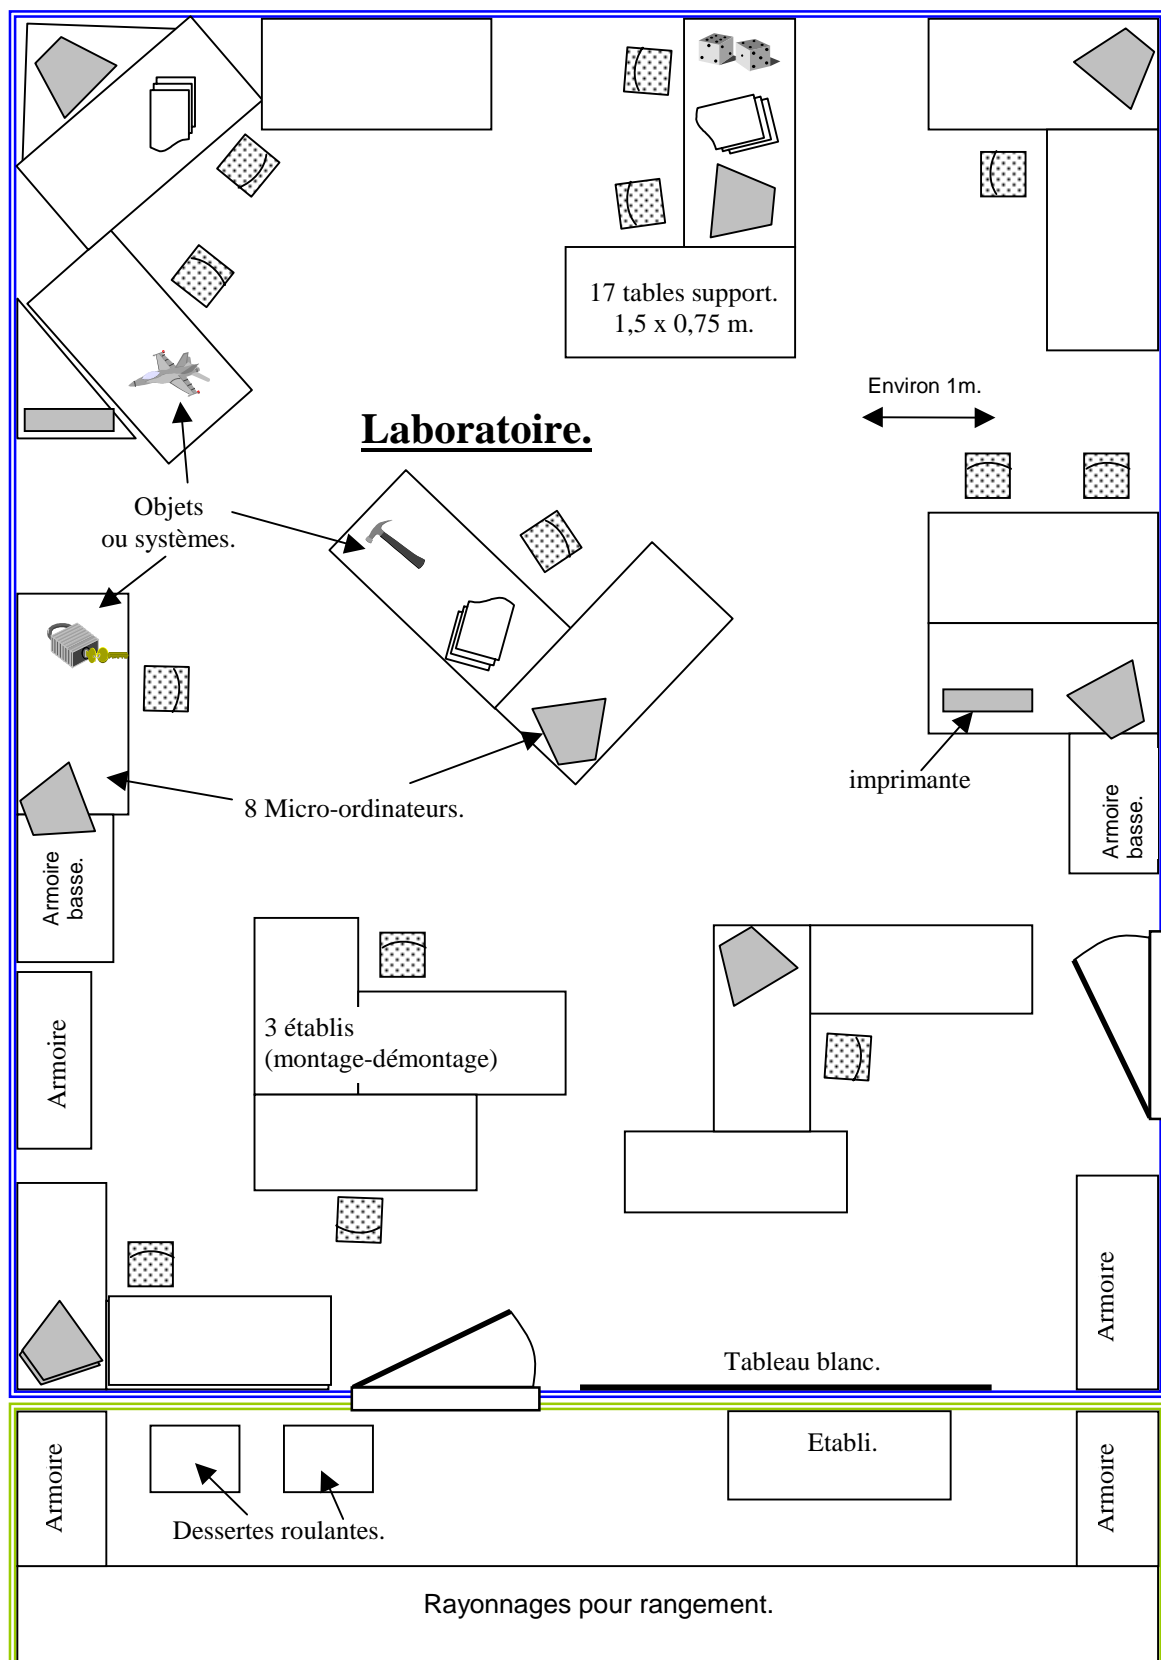 17 tables support.
1,5 x 0,75 m.
Environ 1m.
Laboratoire.
Objets
ou systèmes.
imprimante
8 Micro-ordinateurs.
Armoire
basse.
Armoire
basse.
3 établis
(montage-démontage)
Armoire
Armoire
Tableau blanc.
Armoire
Etabli.
Armoire
Dessertes roulantes.
Rayonnages pour rangement.